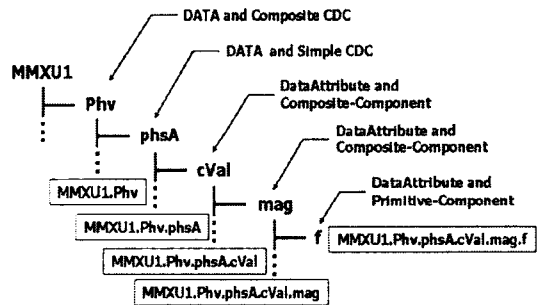 DATA and Composite CDC
DATA and Simple CDC
MMXU1
DataAttribute and
Composite-Component
Phv
DataAttribute and
Composite-Component
phsA
cVal
DataAttribute and
Primitive-Component
MMXU1.Phv
mag
MMXU1.Phv.phsA
f
MMXU1.Phv.phsA.cVal.mag.f
MMXU1.Phv.phsA.cVal
MMXU1.Phv.phsA.cVal.mag